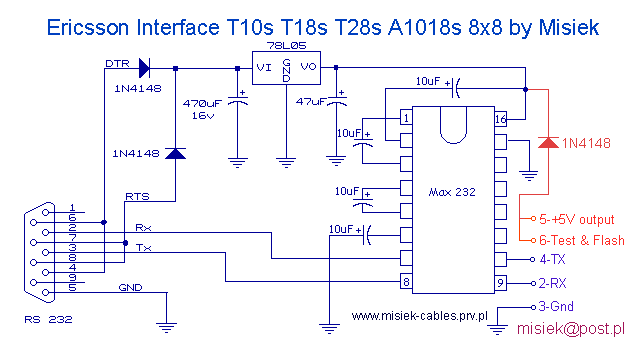 Ericsson Interface T10s T18s T28s A1018s 8x8 by Misiek
78L05
DTR
VI
GND
VO
1N4148
470uF
16v
47uF
10uF
1
16
10uF
1N4148
1N4148
Max 232
RTS
10uF
1
6
2
7
3
8
4
9
5
Rx
Tx
10uF
5-+5V output
6-Test & Flash
4-TX
8
9
2-RX
GND
3-Gnd
RS 232
www.misiek-cables.prv.pl
misiek@post.pl